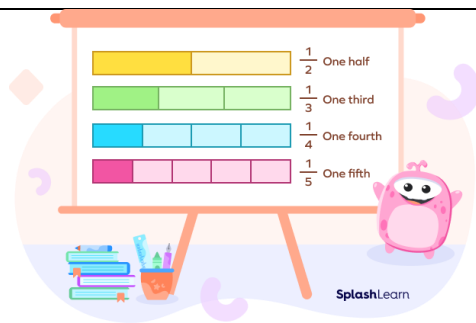 1/2 One half
1/3 One third
1/4 One fourth
1/5 One fifth
SplashLearn